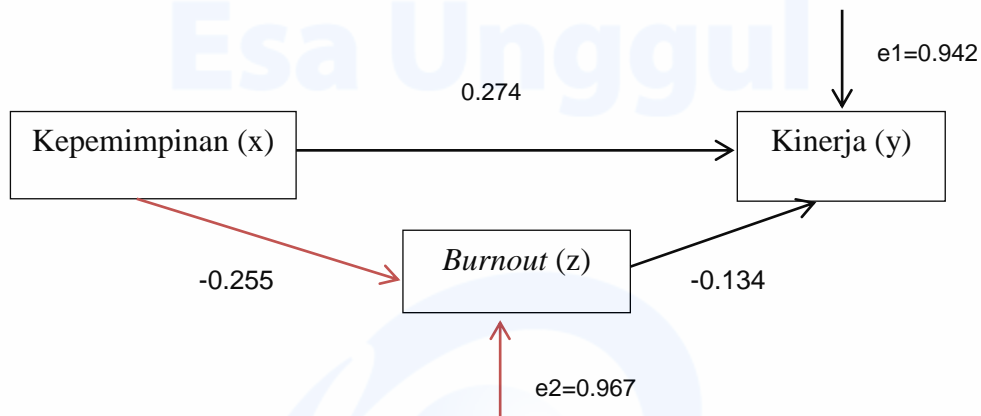 Esa Unggul
e1=0.942
0.274
Kepemimpinan (x)
Kinerja (y)
Burnout (z)
-0.255
-0.134
e2=0.967